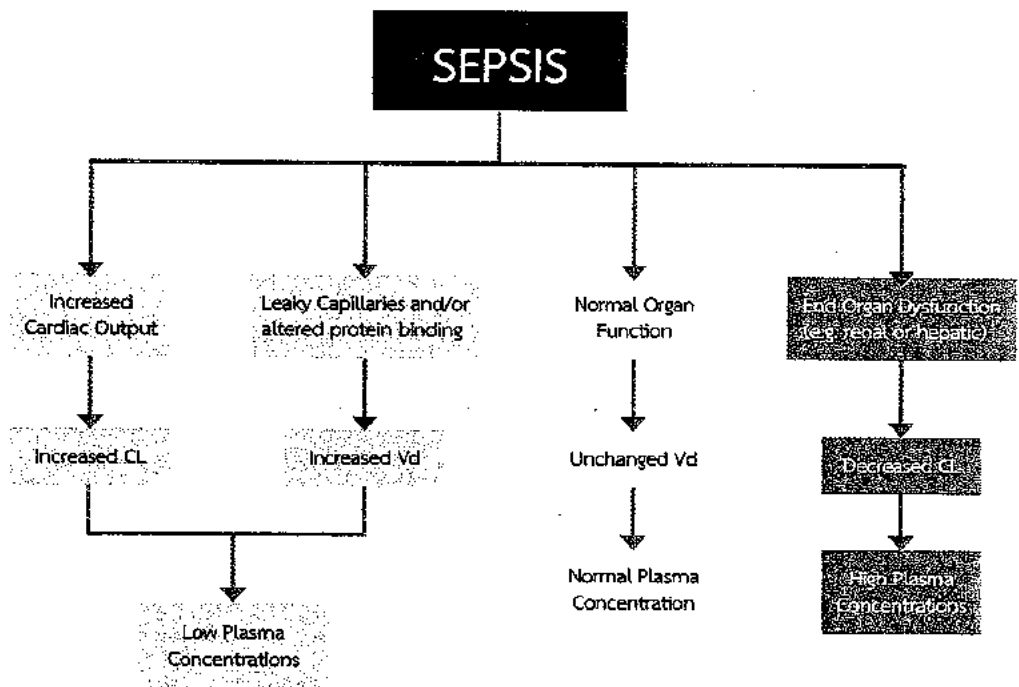 SEPSIS
Increased
Cardiac Output
Leaky Capillaries and/or
altered protein binding
Normal Organ
Function
End Organ Dysfunction
(e.g. renal or hepatic)
Increased CL
Increased Vd
Unchanged Vd
Decreased CL
Low Plasma
Concentrations
Normal Plasma
Concentration
High Plasma
Concentrations